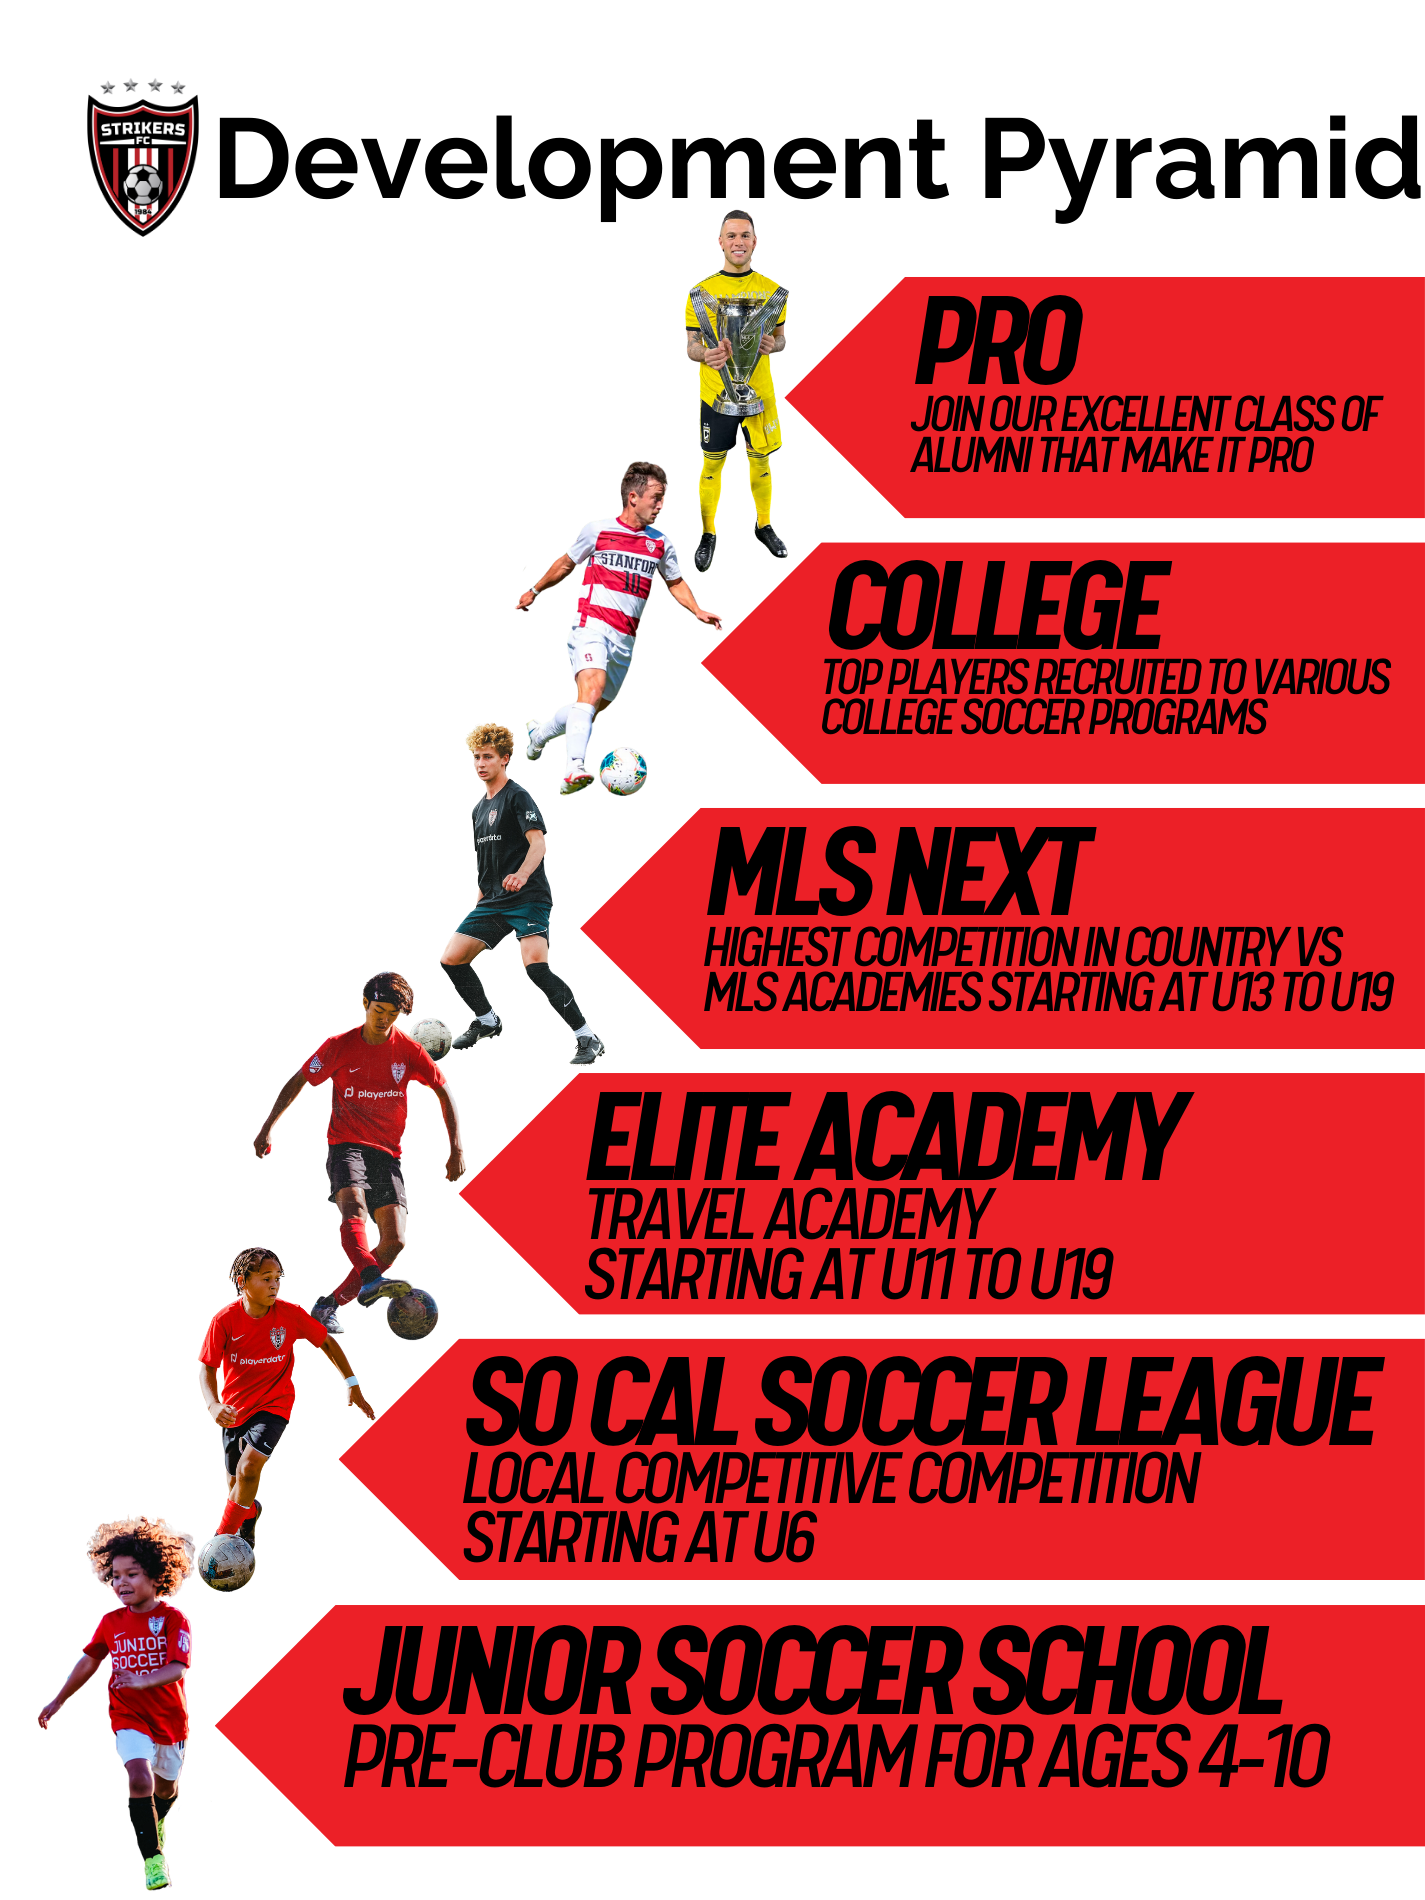 STRIKERS
FC
1984
Development Pyramid
PRO
JOIN OUR EXCELLENT CLASS OF
ALUMNI THAT MAKE IT PRO
STANFOR
10
S
COLLEGE
TOP PLAYERS RECRUITED TO VARIOUS
COLLEGE SOCCER PROGRAMS
MLS NEXT
HIGHEST COMPETITION IN COUNTRY VS
MLS ACADEMIES STARTING AT U13 TO U19
playerdata
ELITE ACADEMY
TRAVEL ACADEMY
STARTING AT U11 TO U19
playerdata
SO CAL SOCCER LEAGUE
LOCAL COMPETITIVE COMPETITION
STARTING AT U6
JUNIOR
SOCCER
JUNIOR SOCCER SCHOOL
PRE-CLUB PROGRAM FOR AGES 4-10